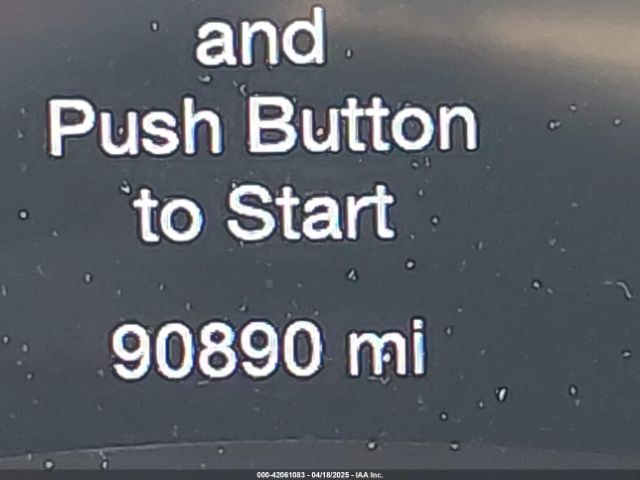 and
Push Button
to Start
90890 mi
000-42061083 - 04/18/2025 - IAA Inc.